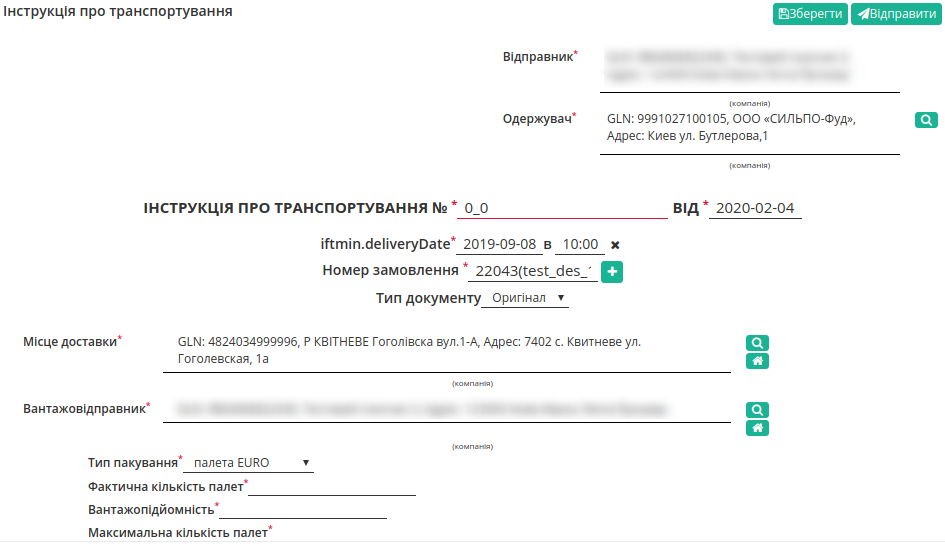 Інструкція про транспортування
Зберегти Відправити
Відправник*
(компанія)
Одержувач* GLN: 9991027100105, ООО «СИЛЬПО-Фуд»,
Адрес: Киев ул. Бутлерова,1
(компанія)
ІНСТРУКЦІЯ ПРО ТРАНСПОРТУВАННЯ № * 0_0 ВІД * 2020-02-04
iftmin.deliveryDate* 2019-09-08 в 10:00
Номер замовлення * 22043(test_des_
Тип документу Оригінал
Місце доставки* GLN: 4824034999996, Р КВІТНЕВЕ Гоголівска вул.1-А, Адрес: 7402 с. Квитневе ул.
Гоголевская, 1а
(компанія)
Вантажовідправник*
(компанія)
Тип пакування* палета EURO
Фактична кількість палет*
Вантажопідйомність*
Максимальна кількість палет*